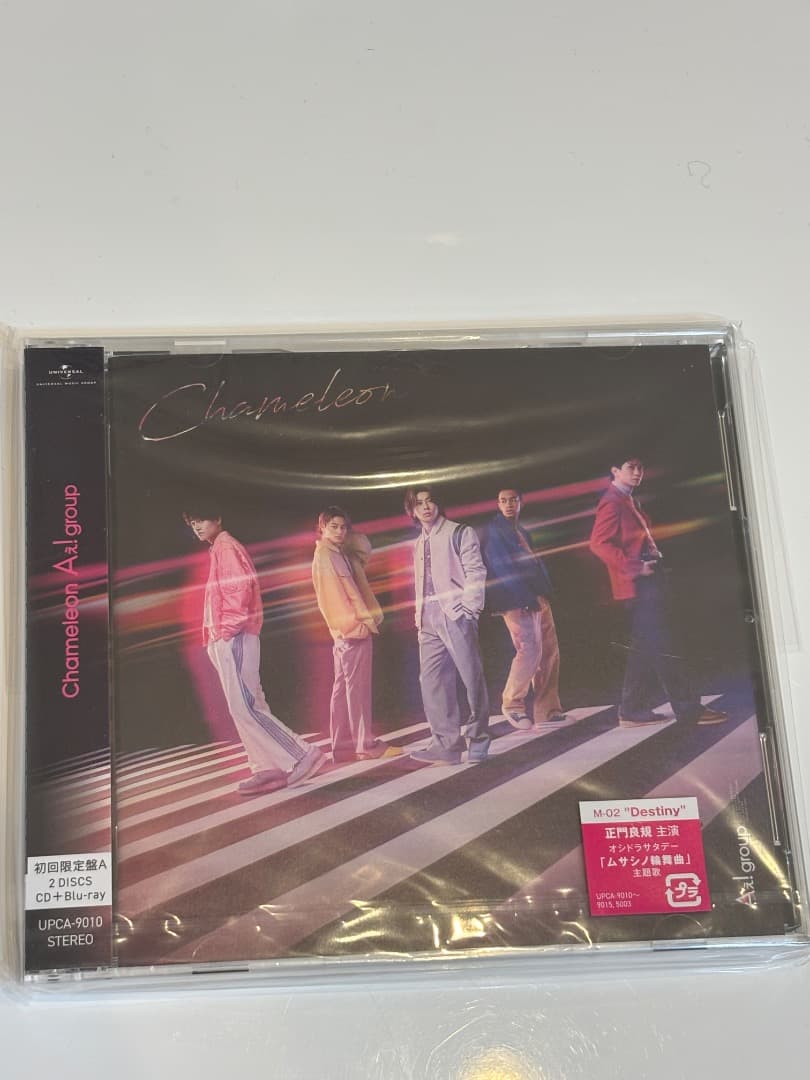 UNIVERSAL
UNIVERSAL MUSIC GROUP
Chameleon Aぇ! group
初回限定盤A
2 DISCS
CD+Blu-ray
UPCA-9010
STEREO
Chameleon
M-02 "Destiny"
正門良規 主演
オシドラサタデー
「ムサシノ輪舞曲」
主題歌
UPCA-9010~
9015, 5003
プラ
Aぇ! group